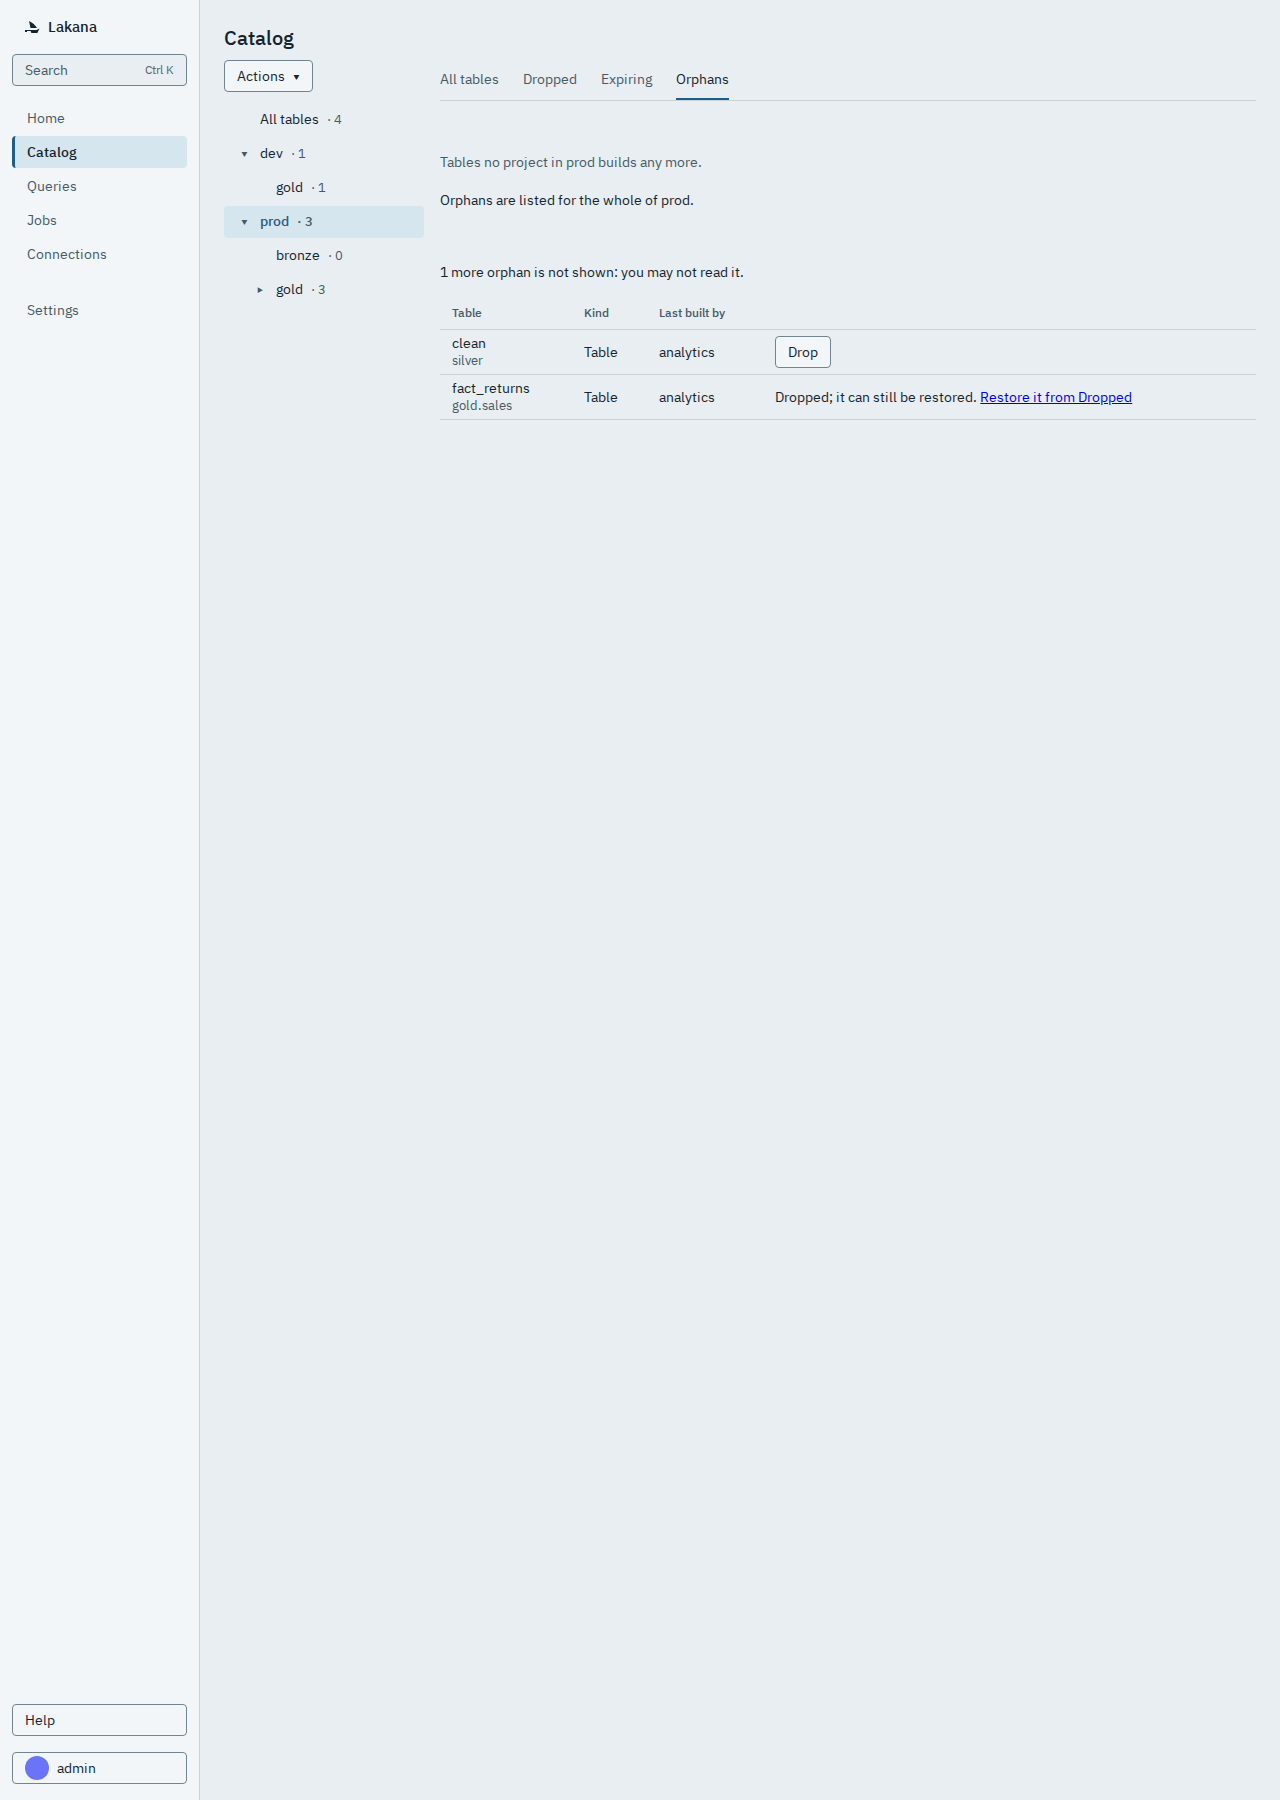 Lakana
Search Ctrl K
Home
Catalog
Queries
Jobs
Connections
Settings
Help
admin
Catalog
Actions ▾
All tables · 4
▾ dev · 1
gold · 1
▾ prod · 3
bronze · 0
▸ gold · 3
All tables Dropped Expiring Orphans
Tables no project in prod builds any more.
Orphans are listed for the whole of prod.
1 more orphan is not shown: you may not read it.
Table Kind Last built by
clean
silver
Table analytics Drop
fact_returns
gold.sales
Table analytics Dropped; it can still be restored. Restore it from Dropped